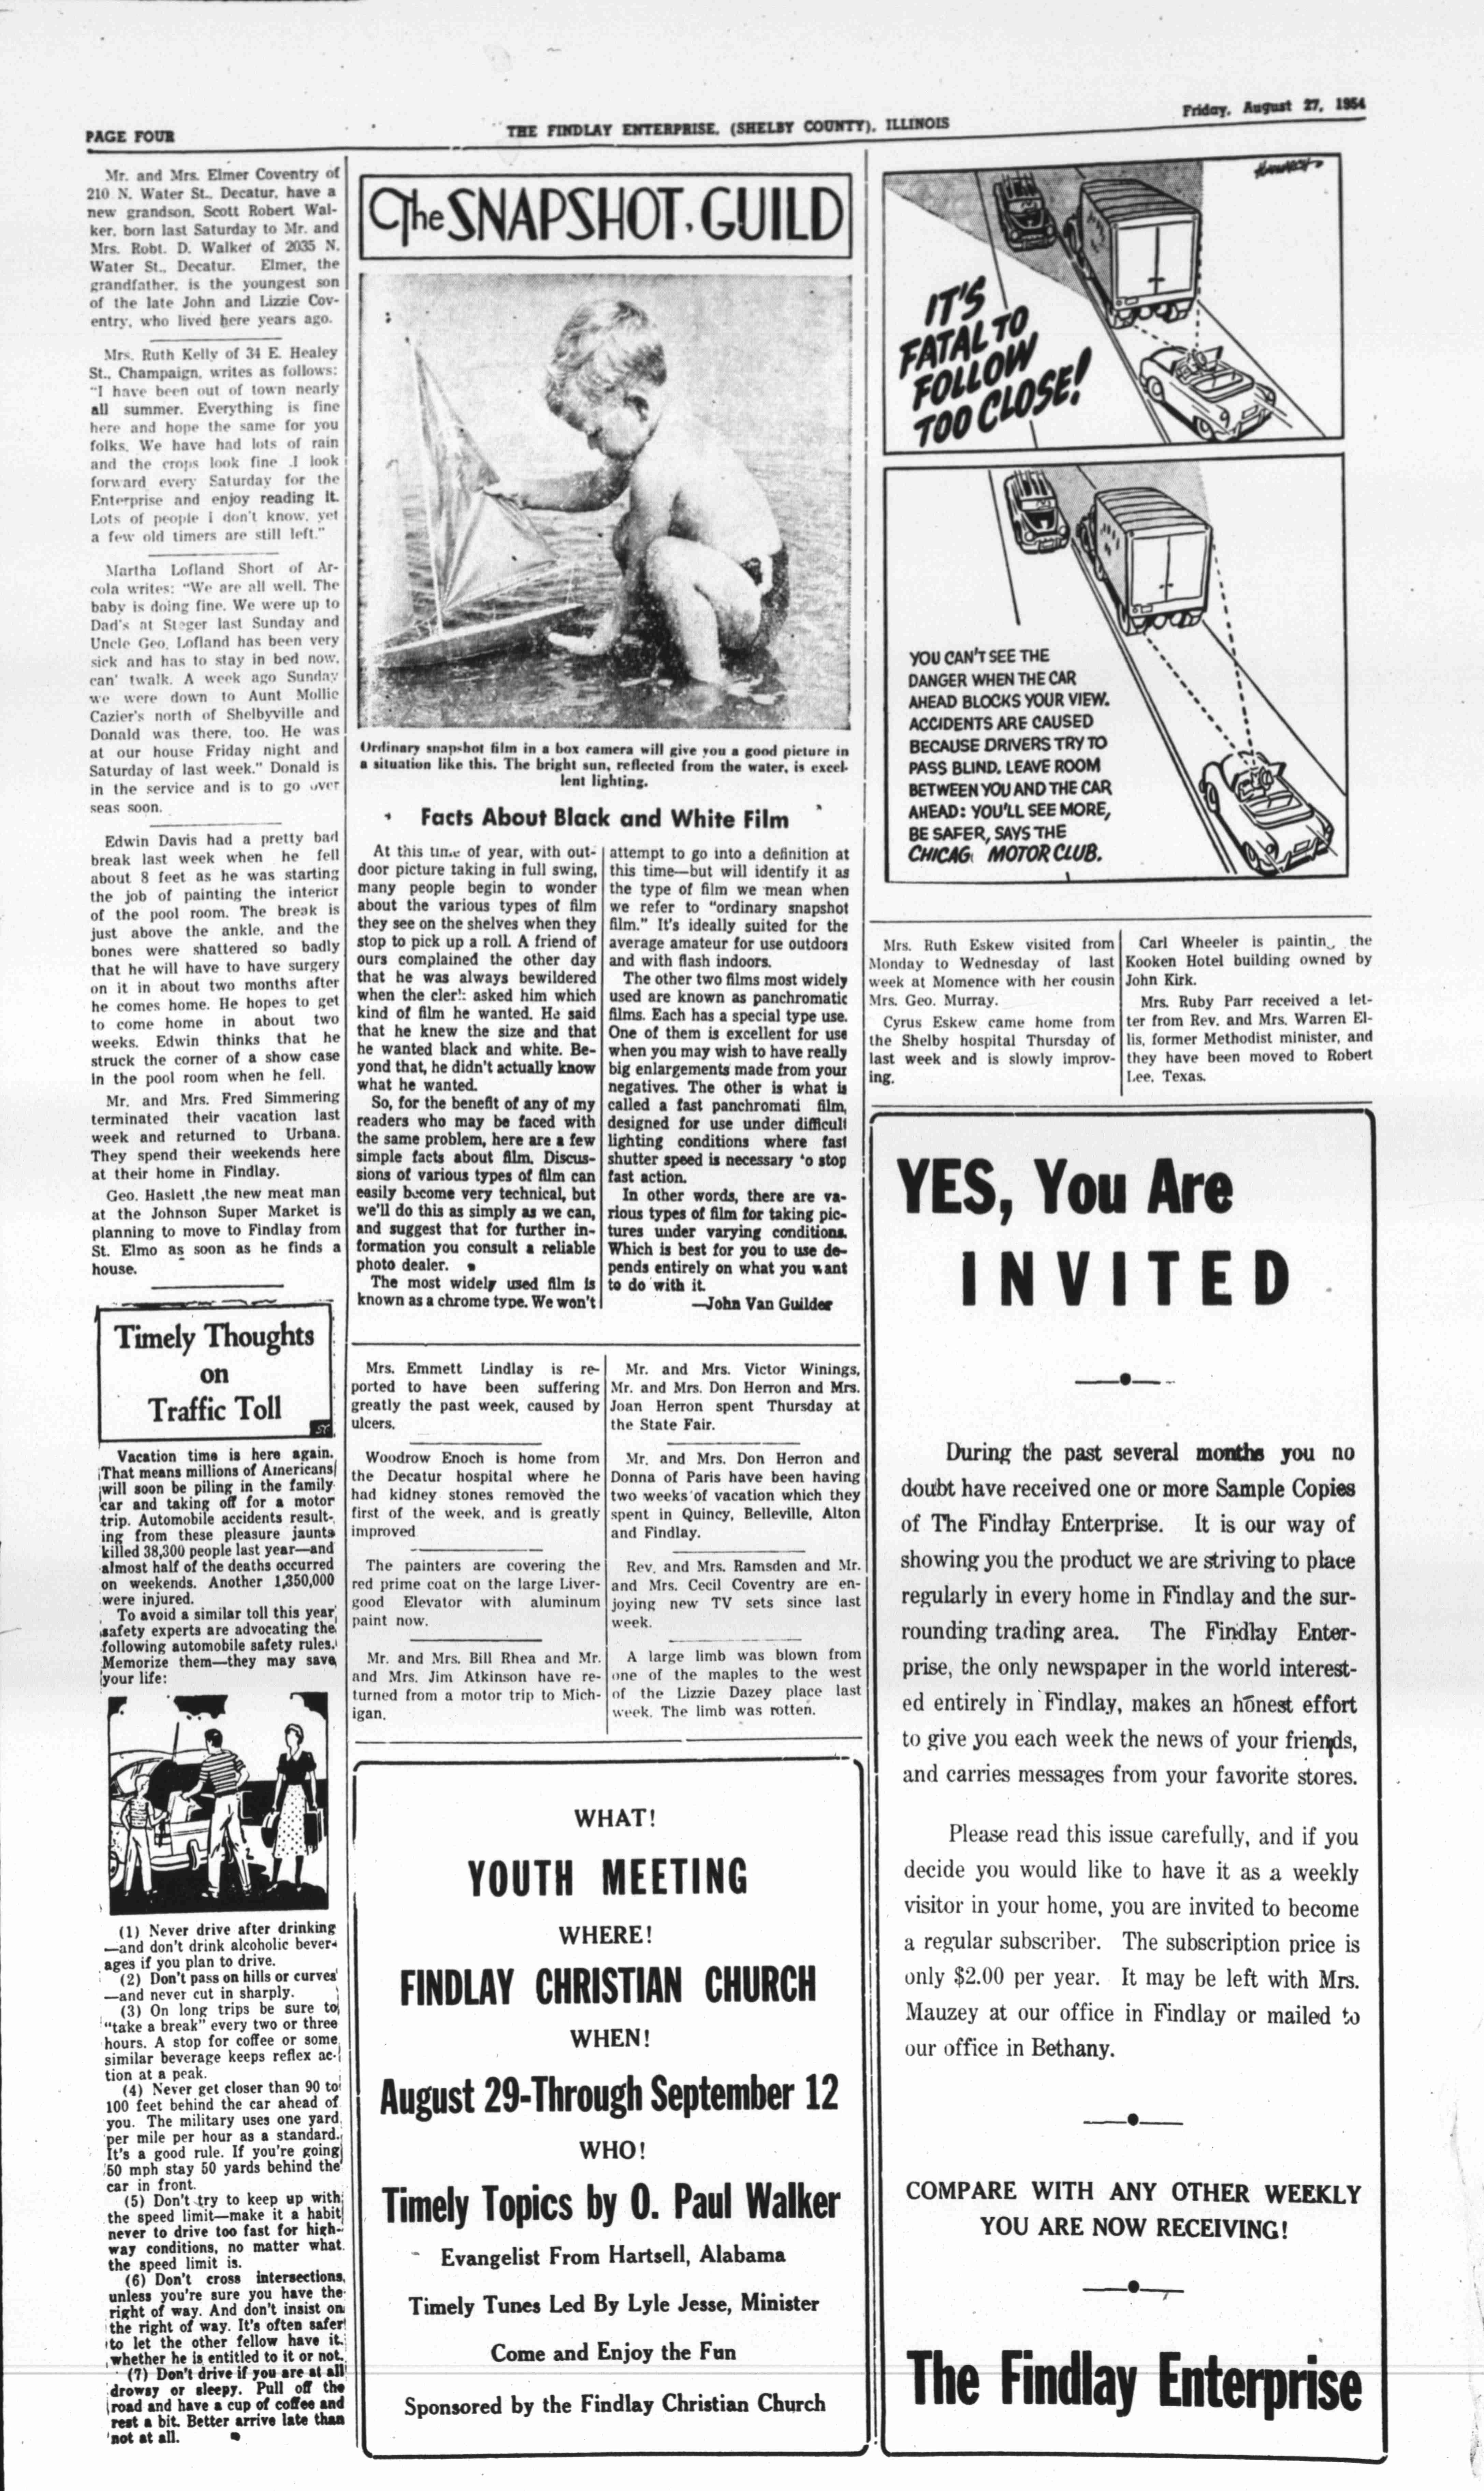 PAGE FOUR
THE FINDLAY ENTERPRISE, (SHELBY COUNTY), ILLINOIS
Friday, August 27, 1954
Mr. and Mrs. Elmer Coventry of
210 N. Water St., Decatur, have a
new grandson, Scott Robert Wal-
ker, born last Saturday to Mr. and
Mrs. Robt. D. Walker of 2035 N.
Water St., Decatur. Elmer, the
grandfather, is the youngest son
of the late John and Lizzie Cov-
entry, who lived here years ago.
Mrs. Ruth Kelly of 34 E. Healey
St., Champaign, writes as follows:
"I have been out of town nearly
all summer. Everything is fine
here and hope the same for you
folks. We have had lots of rain
and the crops look fine .I look
forward every Saturday for the
Enterprise and enjoy reading it.
Lots of people I don't know, yet
a few old timers are still left."
Martha Lofland Short of Ar-
cola writes: "We are all well. The
baby is doing fine. We were up to
Dad's at Steger last Sunday and
Uncle Geo. Lofland has been very
sick and has to stay in bed now,
can' twalk. A week ago Sunday
we were down to Aunt Mollie
Cazier's north of Shelbyville and
Donald was there, too. He was
at our house Friday night and
Saturday of last week." Donald is
in the service and is to go over
seas soon.
Edwin Davis had a pretty bad
break last week when he fell
about 8 feet as he was starting
the job of painting the interior
of the pool room. The break is
just above the ankle, and the
bones were shattered so badly
that he will have to have surgery
on it in about two months after
he comes home. He hopes to get
to come home in about two
weeks. Edwin thinks that he
struck the corner of a show case
in the pool room when he fell.
Mr. and Mrs. Fred Simmering
terminated their vacation last
week and returned to Urbana.
They spend their weekends here
at their home in Findlay.
Geo. Haslett ,the new meat man
at the Johnson Super Market is
planning to move to Findlay from
St. Elmo as soon as he finds a
house.
Timely Thoughts
on
Traffic Toll
Vacation time is here again.
That means millions of Americans
will soon be piling in the family
car and taking off for a motor
trip. Automobile accidents result-
ing from these pleasure jaunts
killed 38,300 people last year—and
almost half of the deaths occurred
on weekends. Another 1,350,000
were injured.
To avoid a similar toll this year
safety experts are advocating the
following automobile safety rules.
Memorize them—they may save
your life:
(1) Never drive after drinking
—and don't drink alcoholic bever-
ages if you plan to drive.
(2) Don't pass on hills or curves
—and never cut in sharply.
(3) On long trips be sure to
"take a break" every two or three
hours. A stop for coffee or some
similar beverage keeps reflex ac-
tion at a peak.
(4) Never get closer than 90 to
100 feet behind the car ahead of
you. The military uses one yard
per mile per hour as a standard.
It's a good rule. If you're going
50 mph stay 50 yards behind the
car in front.
(5) Don't try to keep up with
the speed limit—make it a habit
never to drive too fast for high-
way conditions, no matter what
the speed limit is.
(6) Don't cross intersections,
unless you're sure you have the
right of way. And don't insist on
the right of way. It's often safer
to let the other fellow have it,
whether he is entitled to it or not.
(7) Don't drive if you are at all
drowsy or sleepy. Pull off the
road and have a cup of coffee and
rest a bit. Better arrive late than
not at all.
The SNAPSHOT GUILD
Ordinary snapshot film in a box camera will give you a good picture in
a situation like this. The bright sun, reflected from the water, is excel-
lent lighting.
Facts About Black and White Film
At this time of year, with out-
door picture taking in full swing,
many people begin to wonder
about the various types of film
they see on the shelves when they
stop to pick up a roll. A friend of
ours complained the other day
that he was always bewildered
when the clerk asked him which
kind of film he wanted. He said
that he knew the size and that
he wanted black and white. Be-
yond that, he didn't actually know
what he wanted.
So, for the benefit of any of my
readers who may be faced with
the same problem, here are a few
simple facts about film. Discus-
sions of various types of film can
easily become very technical, but
we'll do this as simply as we can,
and suggest that for further in-
formation you consult a reliable
photo dealer.
The most widely used film is
known as a chrome type. We won't
attempt to go into a definition at
this time—but will identify it as
the type of film we mean when
we refer to "ordinary snapshot
film." It's ideally suited for the
average amateur for use outdoors
and with flash indoors.
The other two films most widely
used are known as panchromatic
films. Each has a special type use.
One of them is excellent for use
when you may wish to have really
big enlargements made from your
negatives. The other is what is
called a fast panchromati film,
designed for use under difficult
lighting conditions where fast
shutter speed is necessary to stop
fast action.
In other words, there are va-
rious types of film for taking pic-
tures under varying conditions.
Which is best for you to use de-
pends entirely on what you want
to do with it.
—John Van Guilder
Mrs. Emmett Lindlay is re-
ported to have been suffering
greatly the past week, caused by
ulcers.
Woodrow Enoch is home from
the Decatur hospital where he
had kidney stones removed the
first of the week, and is greatly
improved
The painters are covering the
red prime coat on the large Liver-
good Elevator with aluminum
paint now.
Mr. and Mrs. Bill Rhea and Mr.
and Mrs. Jim Atkinson have re-
turned from a motor trip to Mich-
igan.
Mr. and Mrs. Victor Winings,
Mr. and Mrs. Don Herron and Mrs.
Joan Herron spent Thursday at
the State Fair.
Mr. and Mrs. Don Herron and
Donna of Paris have been having
two weeks of vacation which they
spent in Quincy, Belleville, Alton
and Findlay.
Rev. and Mrs. Ramsden and Mr.
and Mrs. Cecil Coventry are en-
joying new TV sets since last
week.
A large limb was blown from
one of the maples to the west
of the Lizzie Dazey place last
week. The limb was rotten.
WHAT!
YOUTH MEETING
WHERE!
FINDLAY CHRISTIAN CHURCH
WHEN!
August 29-Through September 12
WHO!
Timely Topics by O. Paul Walker
Evangelist From Hartsell, Alabama
Timely Tunes Led By Lyle Jesse, Minister
Come and Enjoy the Fun
Sponsored by the Findlay Christian Church
IT'S
FATAL TO
FOLLOW
TOO CLOSE!
YOU CAN'T SEE THE
DANGER WHEN THE CAR
AHEAD BLOCKS YOUR VIEW.
ACCIDENTS ARE CAUSED
BECAUSE DRIVERS TRY TO
PASS BLIND. LEAVE ROOM
BETWEEN YOU AND THE CAR
AHEAD: YOU'LL SEE MORE,
BE SAFER, SAYS THE
CHICAG MOTOR CLUB.
Mrs. Ruth Eskew visited from
Monday to Wednesday of last
week at Momence with her cousin
Mrs. Geo. Murray.
Cyrus Eskew came home from
the Shelby hospital Thursday of
last week and is slowly improv-
ing.
Carl Wheeler is paintin the
Kooken Hotel building owned by
John Kirk.
Mrs. Ruby Parr received a let-
ter from Rev. and Mrs. Warren El-
lis, former Methodist minister, and
they have been moved to Robert
Lee, Texas.
YES, You Are
INVITED
During the past several months you no
doubt have received one or more Sample Copies
of The Findlay Enterprise. It is our way of
showing you the product we are striving to place
regularly in every home in Findlay and the sur-
rounding trading area. The Findlay Enter-
prise, the only newspaper in the world interest-
ed entirely in Findlay, makes an honest effort
to give you each week the news of your friends,
and carries messages from your favorite stores.
Please read this issue carefully, and if you
decide you would like to have it as a weekly
visitor in your home, you are invited to become
a regular subscriber. The subscription price is
only $2.00 per year. It may be left with Mrs.
Mauzey at our office in Findlay or mailed to
our office in Bethany.
COMPARE WITH ANY OTHER WEEKLY
YOU ARE NOW RECEIVING!
The Findlay Enterprise